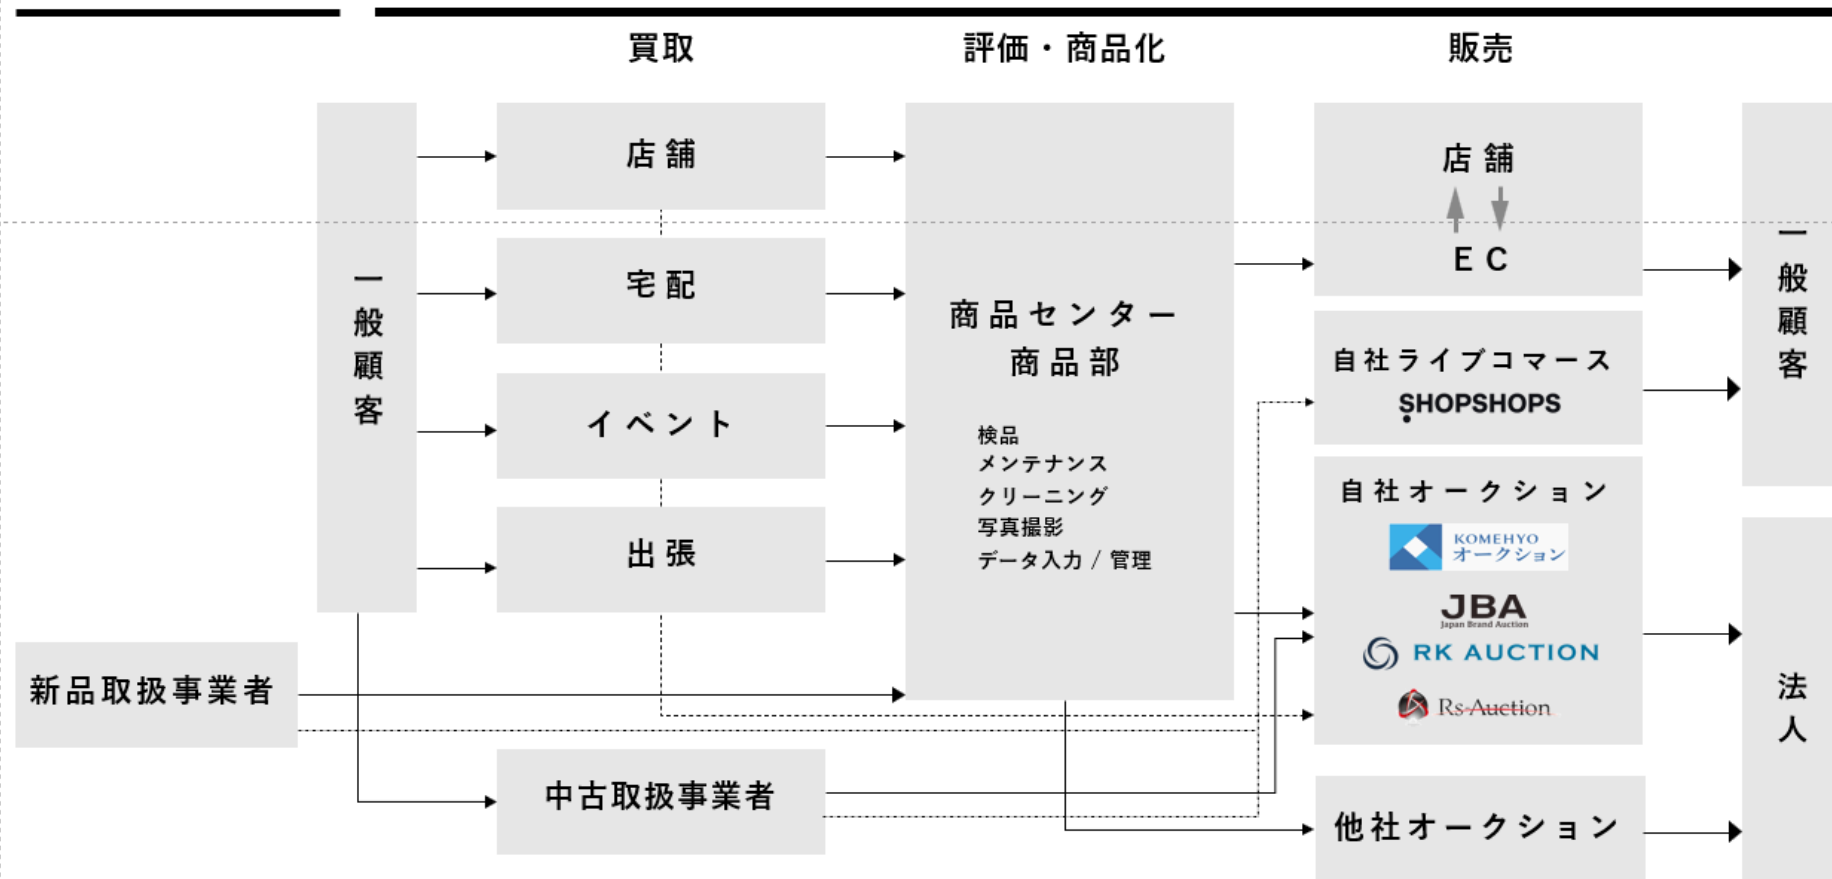 買取
評価・商品化
販売
一般顧客
店舗
宅配
イベント
出張
新品取扱事業者
中古取扱事業者
商品センター
商品部
検品
メンテナンス
クリーニング
写真撮影
データ入力 / 管理
店舗
EC
自社ライブコマース
SHOPSHOPS
自社オークション
KOMEHYO
オークション
JBA
Japan Brand Auction
RK AUCTION
Rs-Auction
他社オークション
一般顧客
法人